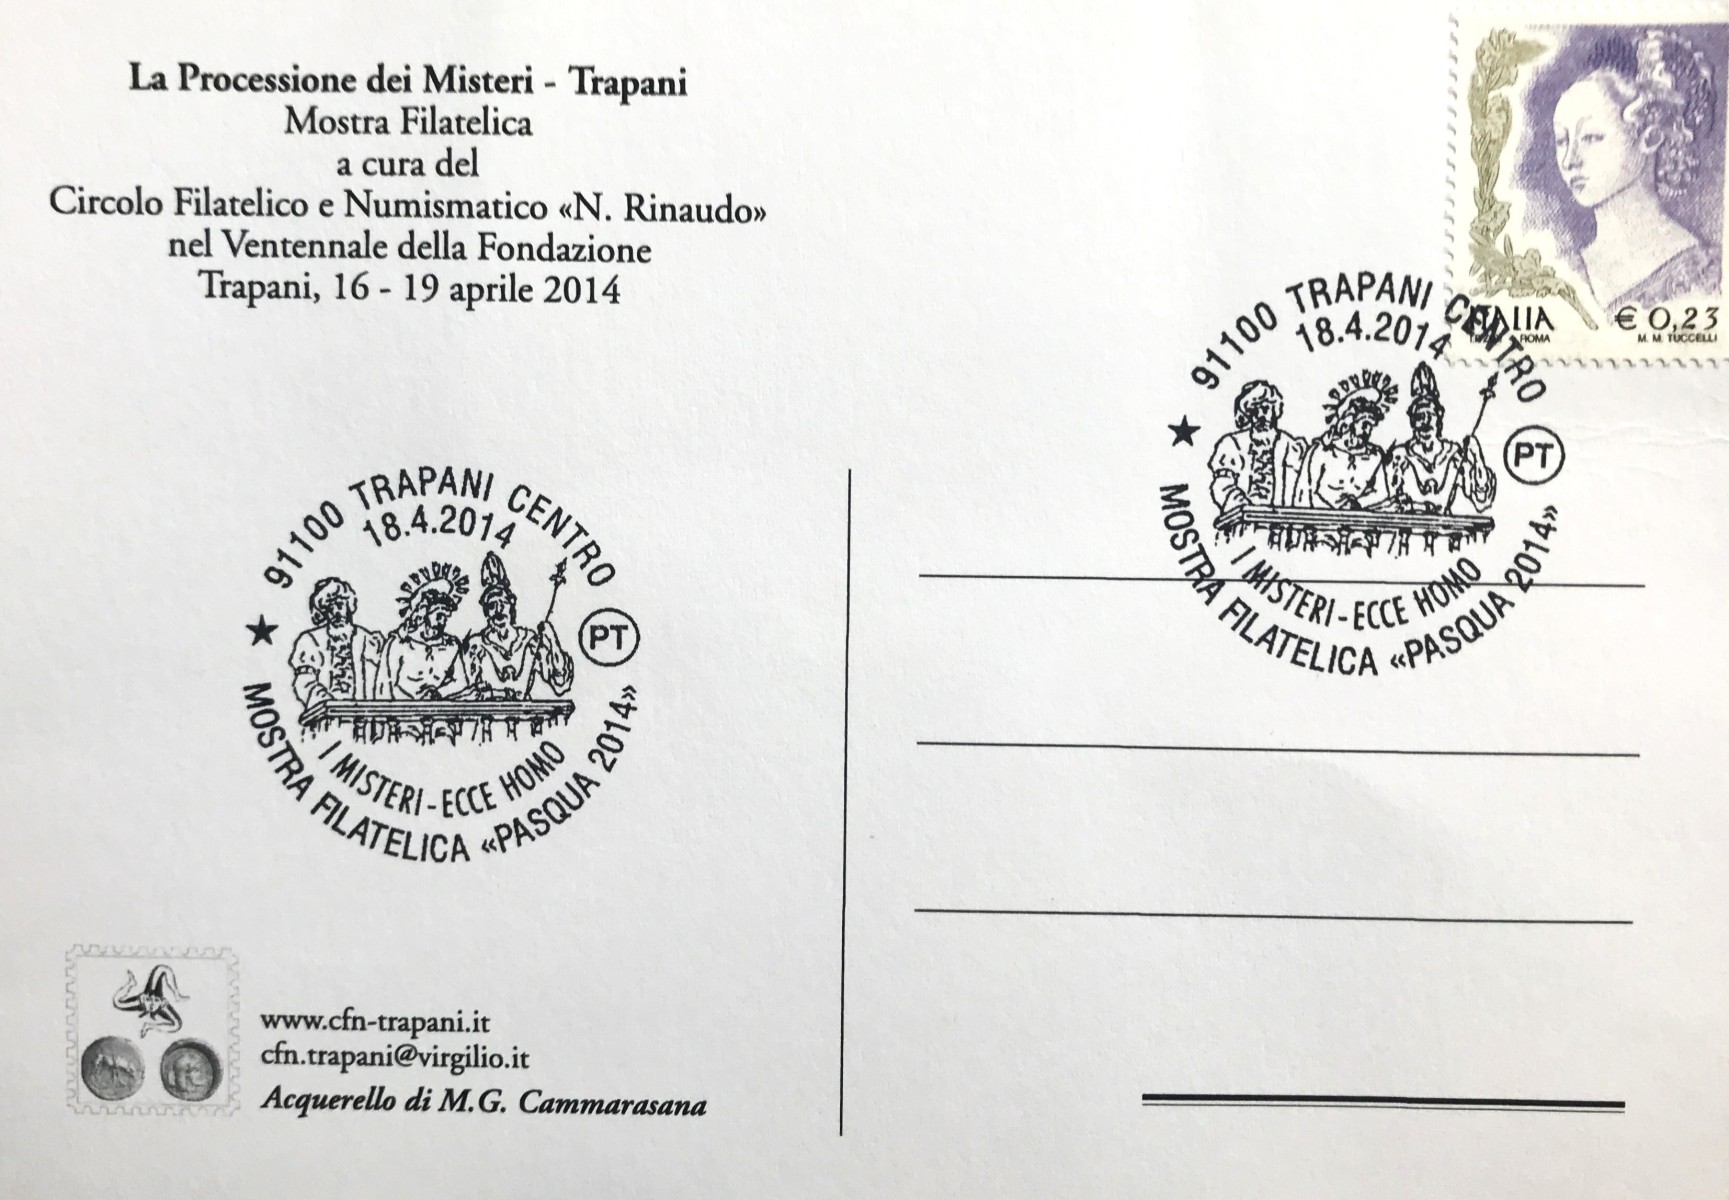 La Processione dei Misteri - Trapani
Mostra Filatelica
a cura del
Circolo Filatelico e Numismatico «N. Rinaudo»
nel Ventennale della Fondazione
Trapani, 16 - 19 aprile 2014
ITALIA
€ 0,23
ROMA
M. M. TUCCELLI
91100 TRAPANI CENTRO
18.4.2014
PT
I MISTERI - ECCE HOMO
MOSTRA FILATELICA «PASQUA 2014»
91100 TRAPANI CENTRO
18.4.2014
PT
I MISTERI - ECCE HOMO
MOSTRA FILATELICA «PASQUA 2014»
www.cfn-trapani.it
cfn.trapani@virgilio.it
Acquerello di M.G. Cammarasana